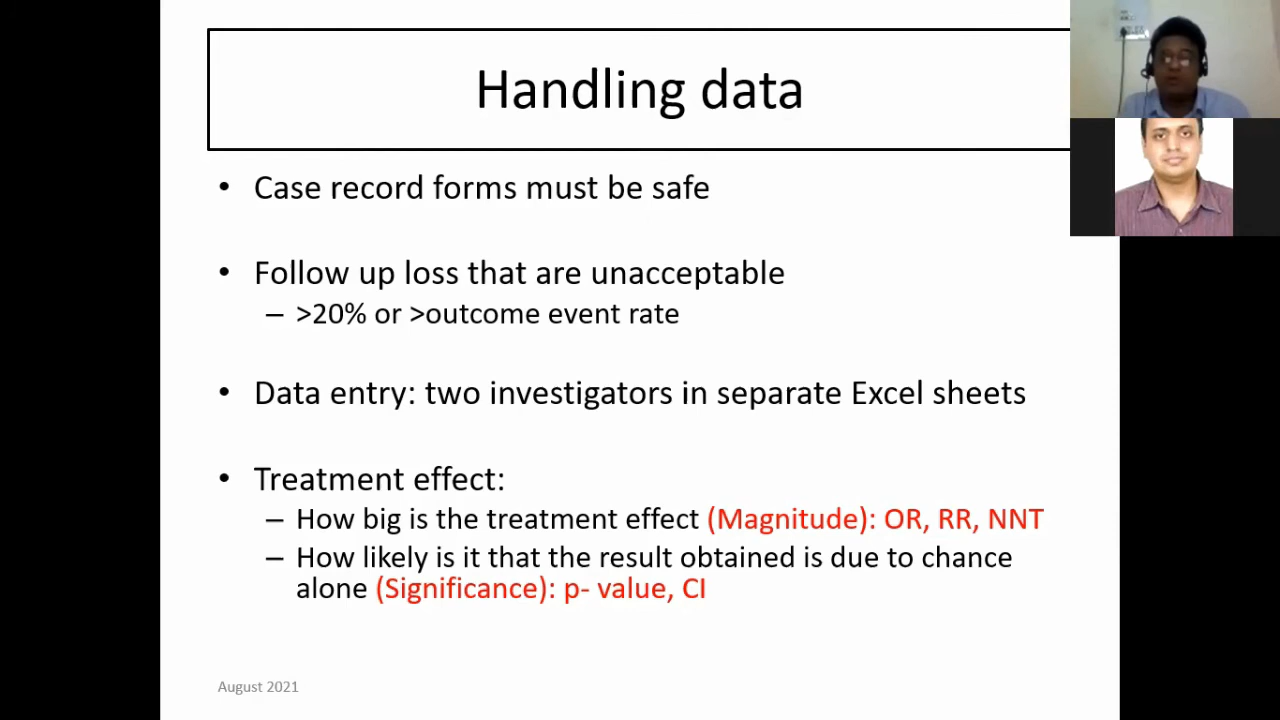 Handling data
• Case record forms must be safe
• Follow up loss that are unacceptable
– >20% or >outcome event rate
• Data entry: two investigators in separate Excel sheets
• Treatment effect:
– How big is the treatment effect (Magnitude): OR, RR, NNT
– How likely is it that the result obtained is due to chance
alone (Significance): p- value, CI
August 2021